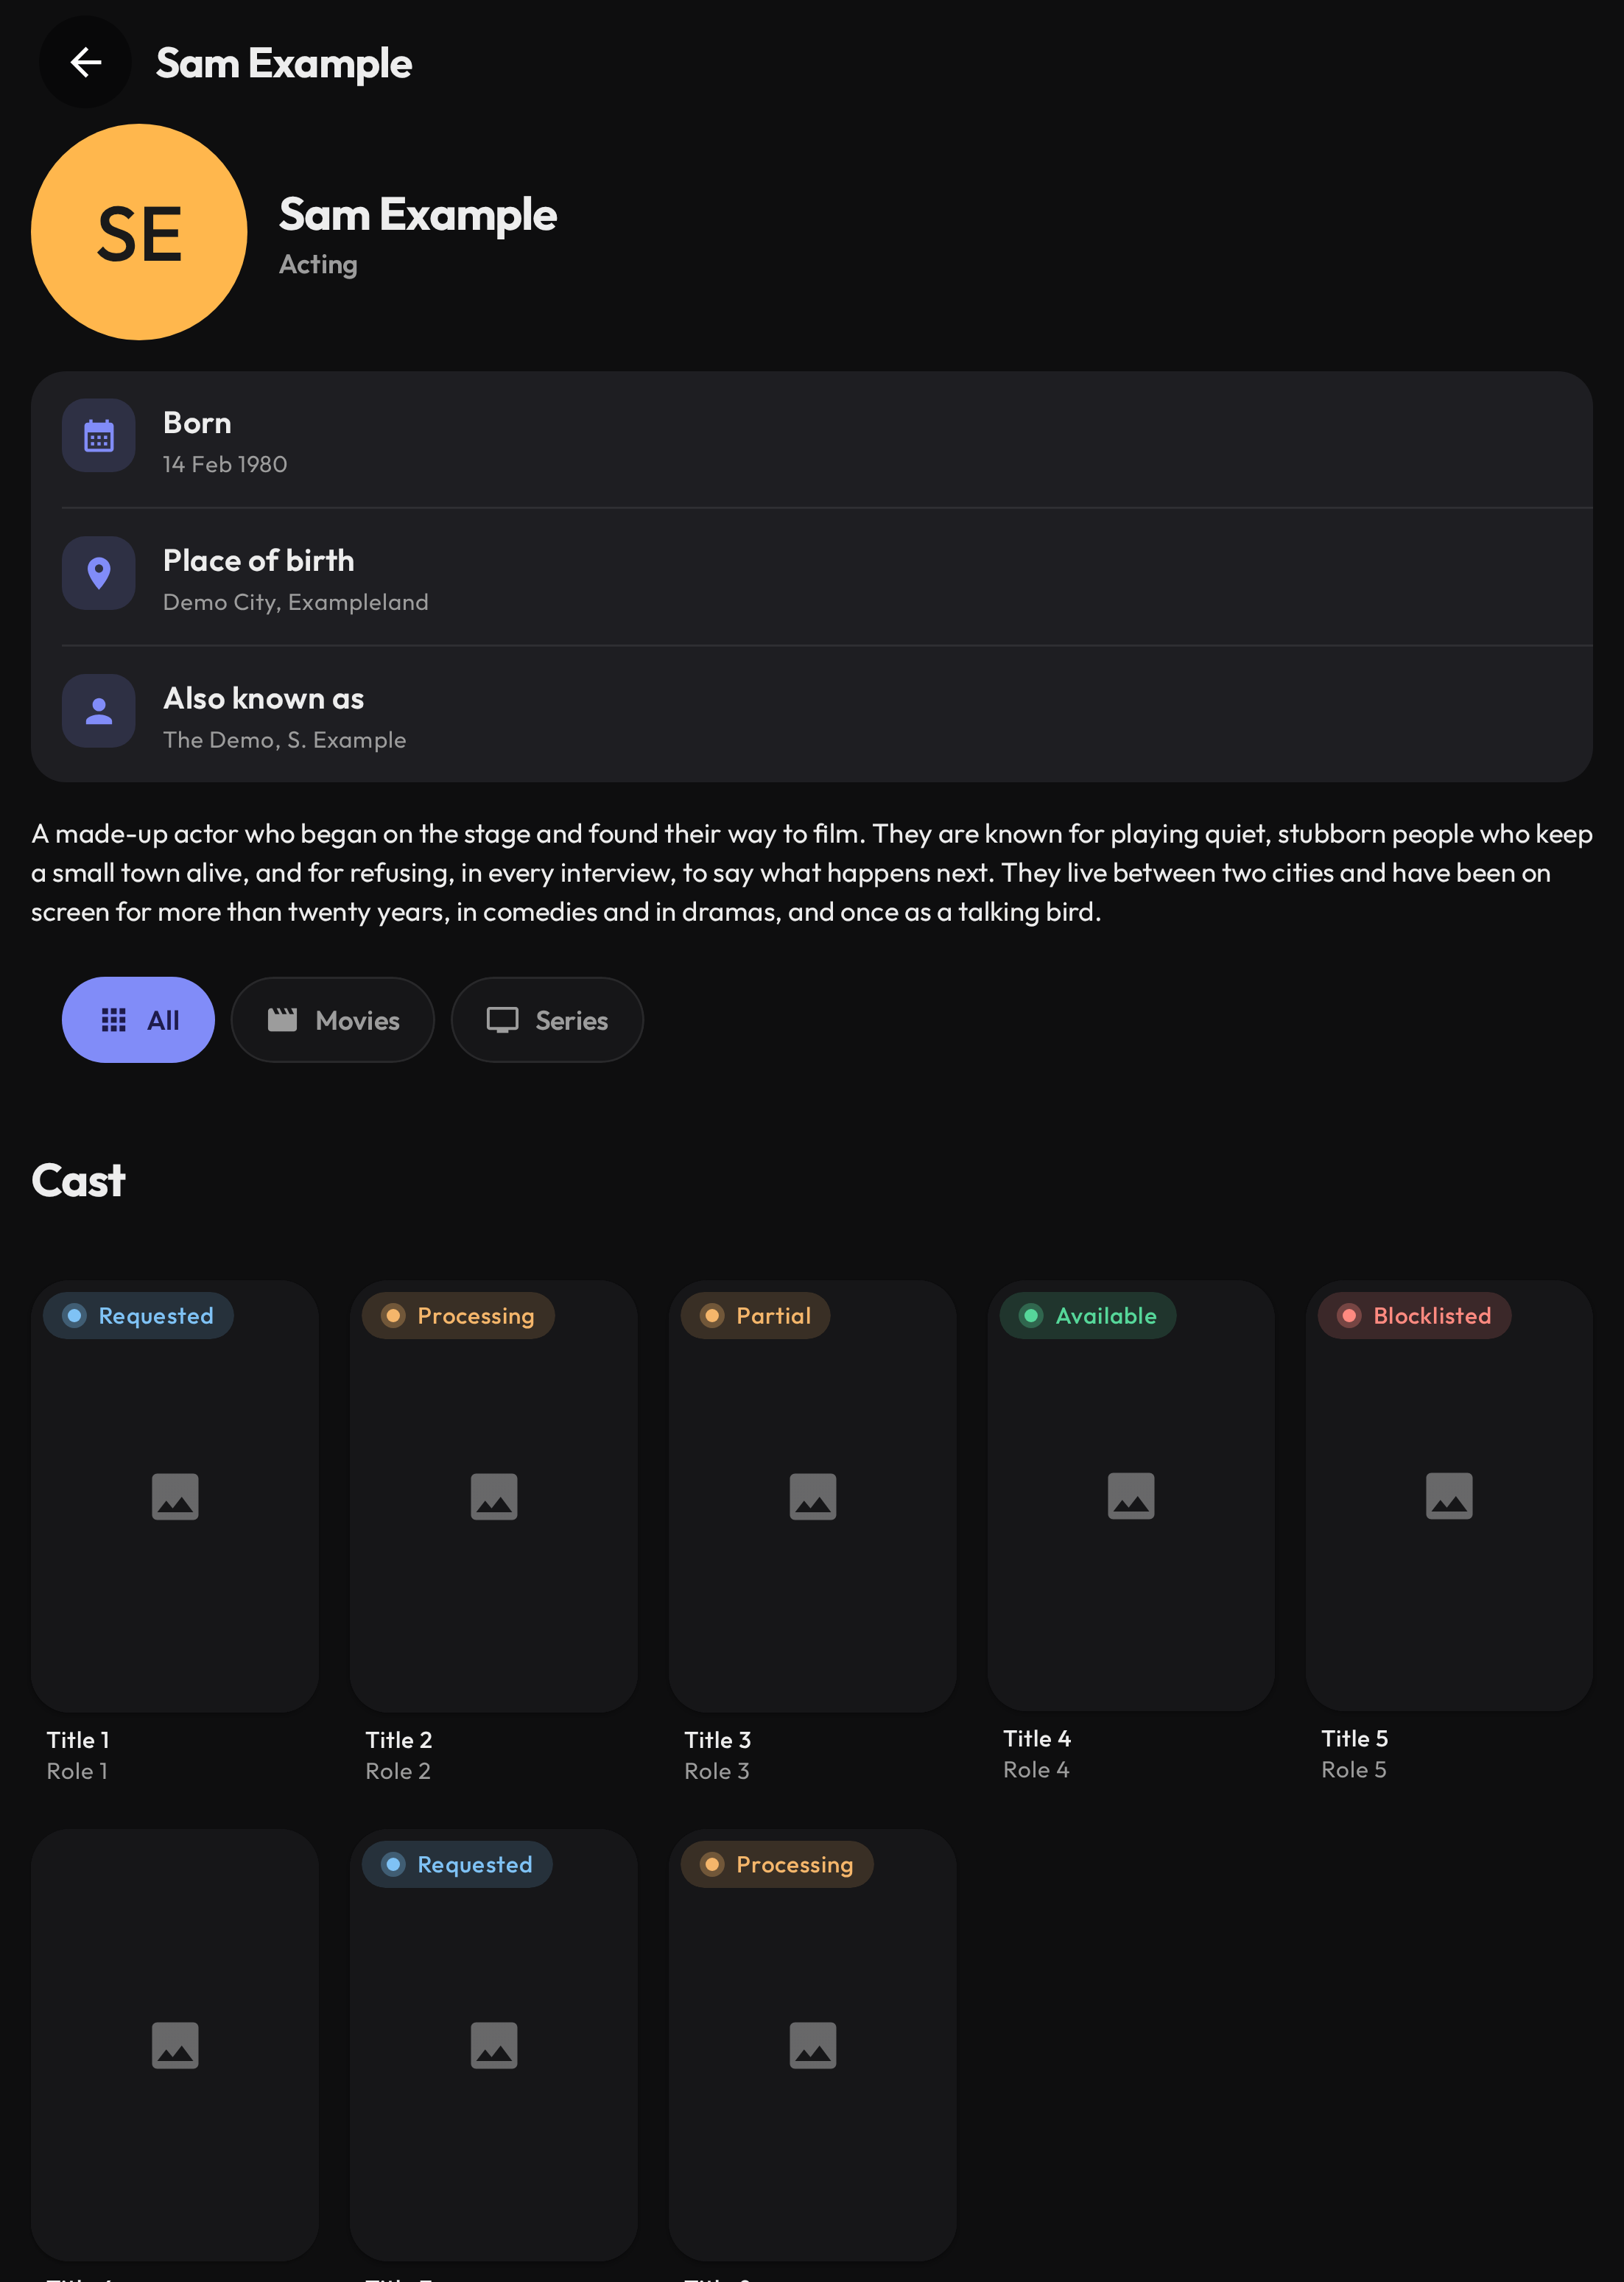 Sam Example
SE
Sam Example
Acting
Born
14 Feb 1980
Place of birth
Demo City, Exampleland
Also known as
The Demo, S. Example
A made-up actor who began on the stage and found their way to film. They are known for playing quiet, stubborn people who keep
a small town alive, and for refusing, in every interview, to say what happens next. They live between two cities and have been on
screen for more than twenty years, in comedies and in dramas, and once as a talking bird.
All
Movies
Series
Cast
Requested
Processing
Partial
Available
Blocklisted
Title 1
Role 1
Title 2
Role 2
Title 3
Role 3
Title 4
Role 4
Title 5
Role 5
Requested
Processing